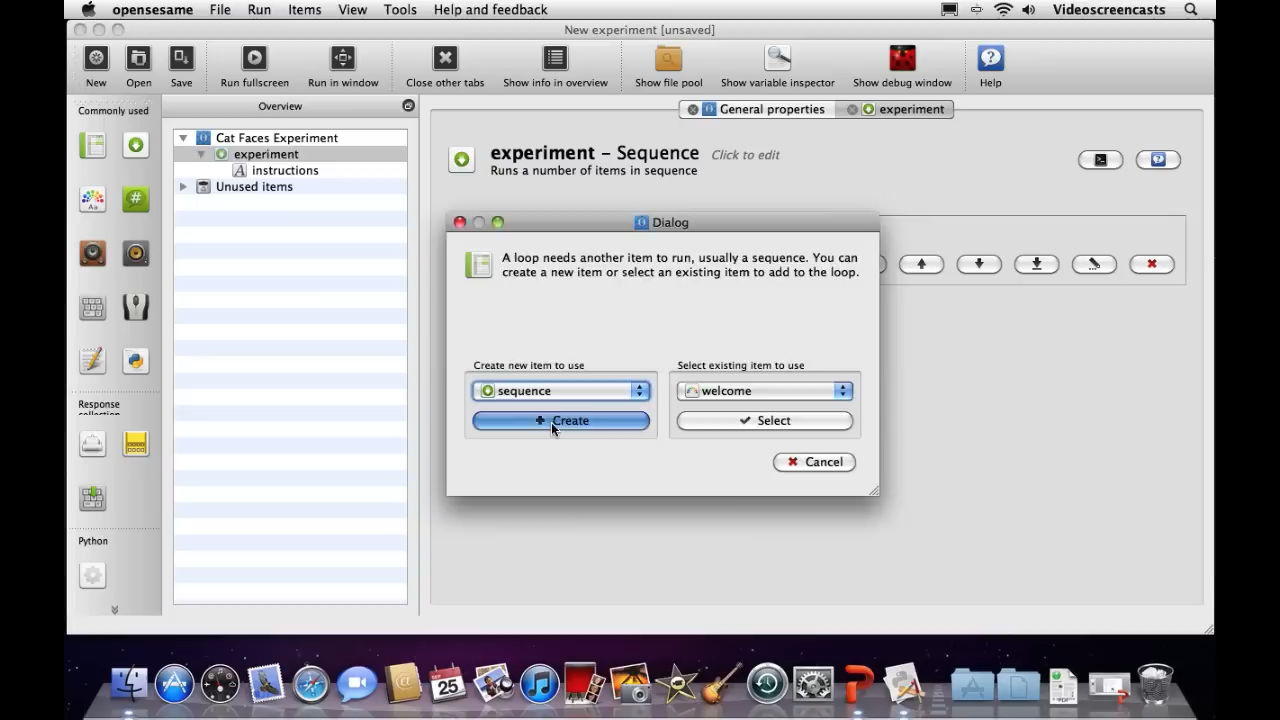 opensesame File Run Items View Tools Help and feedback Videoscreencasts
New experiment [unsaved]
New Open Save Run fullscreen Run in window Close other tabs Show info in overview Show file pool Show variable inspector Show debug window Help
Commonly used
Overview
General properties experiment
Cat Faces Experiment
experiment
instructions
Unused items
experiment – Sequence Click to edit
Runs a number of items in sequence
Dialog
A loop needs another item to run, usually a sequence. You can
create a new item or select an existing item to add to the loop.
Create new item to use Select existing item to use
sequence welcome
Create Select
Cancel
Response
collection
Python
25